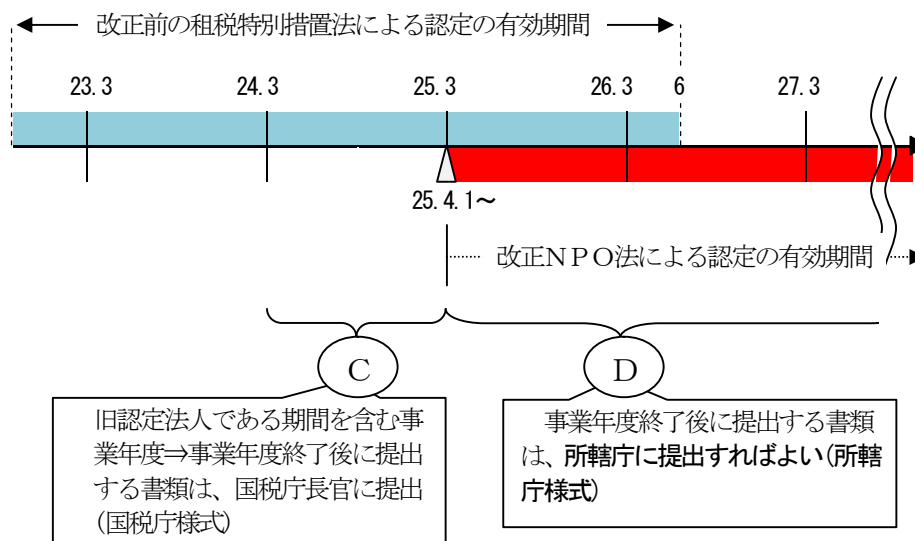 改正前の租税特別措置法による認定の有効期間
23.3 24.3 25.3 26.3 6 27.3
25.4.1～
改正ＮＰＯ法による認定の有効期間
Ｃ Ｄ
旧認定法人である期間を含む事
業年度⇒事業年度終了後に提出
する書類は、国税庁長官に提出
(国税庁様式)
事業年度終了後に提出する書類
は、所轄庁に提出すればよい(所轄
庁様式)